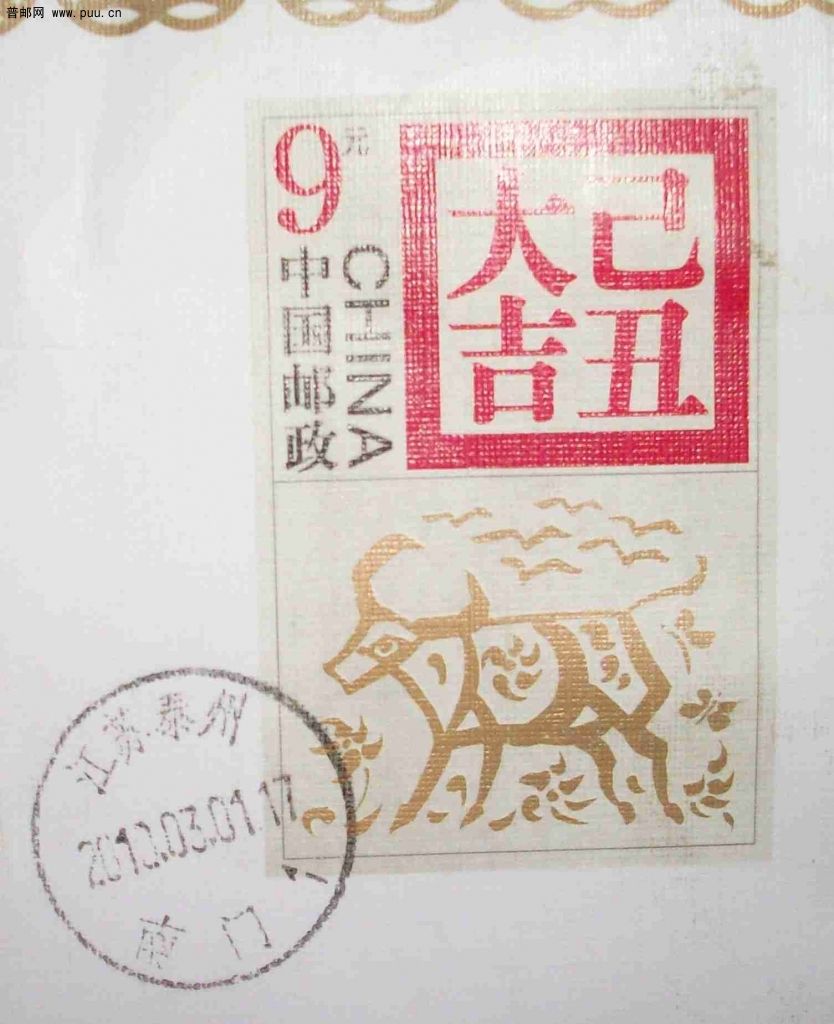 普邮网 www.puu.cn
9元
中国邮政
CHINA
己丑
大吉
江苏泰州
2010.03.01.17
南门
1